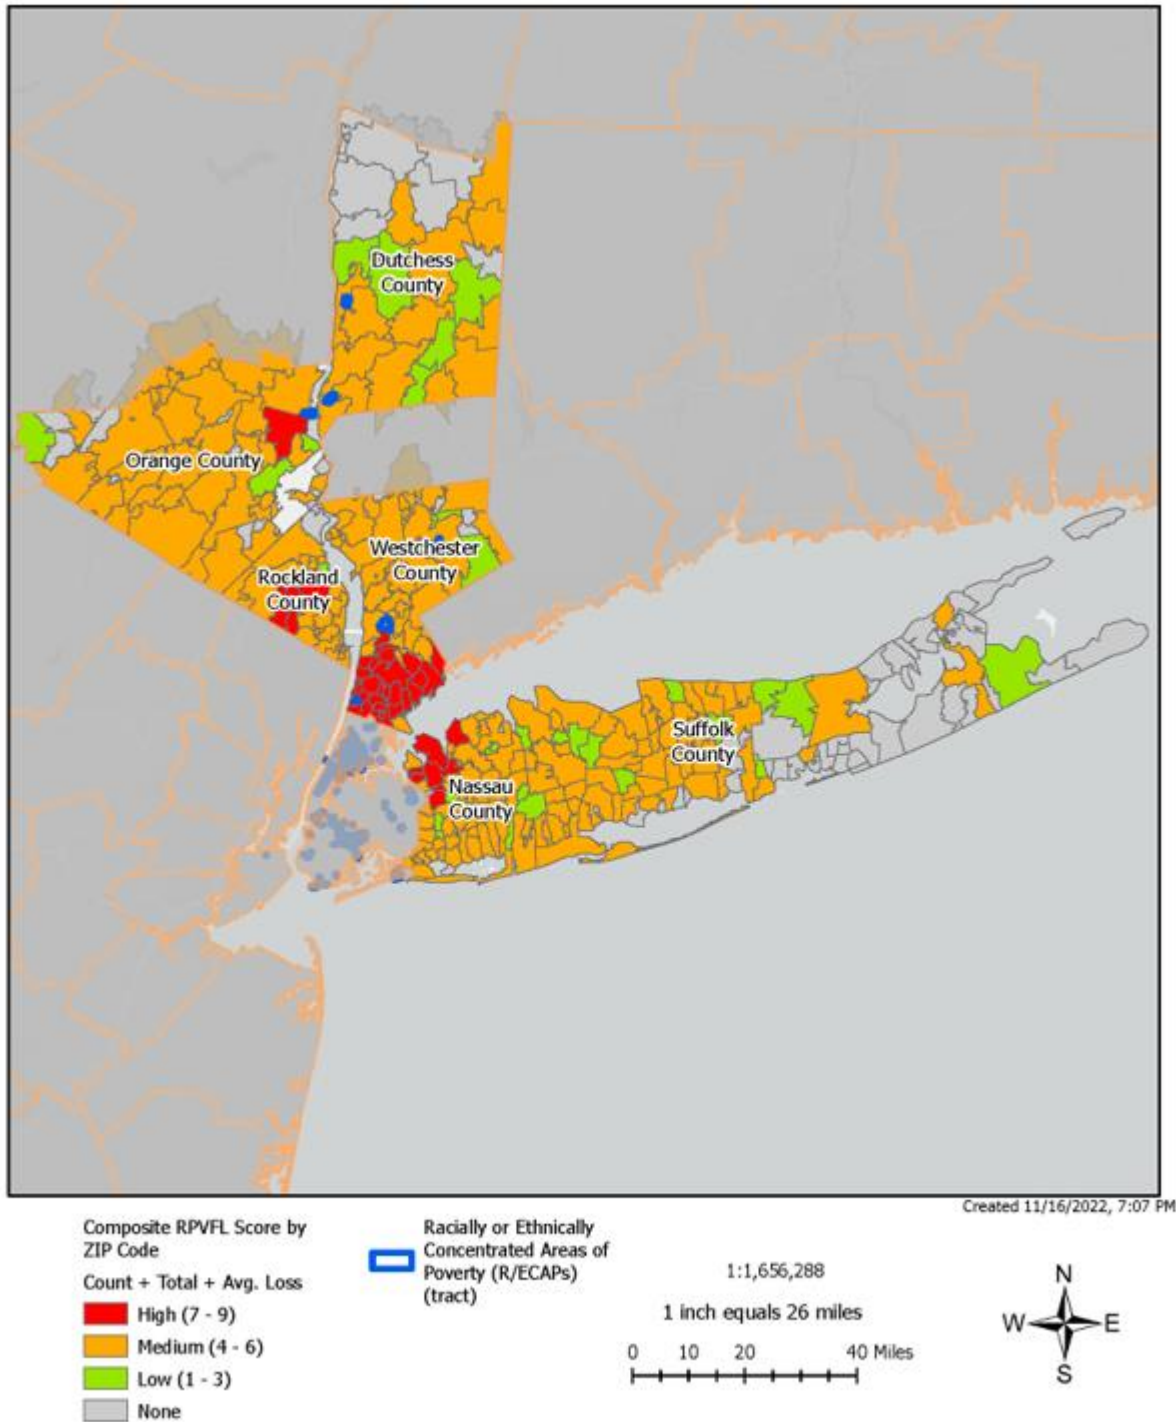 Dutchess
County
Orange County
Westchester
County
Rockland
County
Suffolk
County
Nassau
County
Created 11/16/2022, 7:07 PM
Composite RPVFL Score by
ZIP Code
Count + Total + Avg. Loss
High (7 - 9)
Medium (4 - 6)
Low (1 - 3)
None
Racially or Ethnically
Concentrated Areas of
Poverty (R/ECAPs)
(tract)
1:1,656,288
1 inch equals 26 miles
0 10 20 40 Miles
N
W E
S